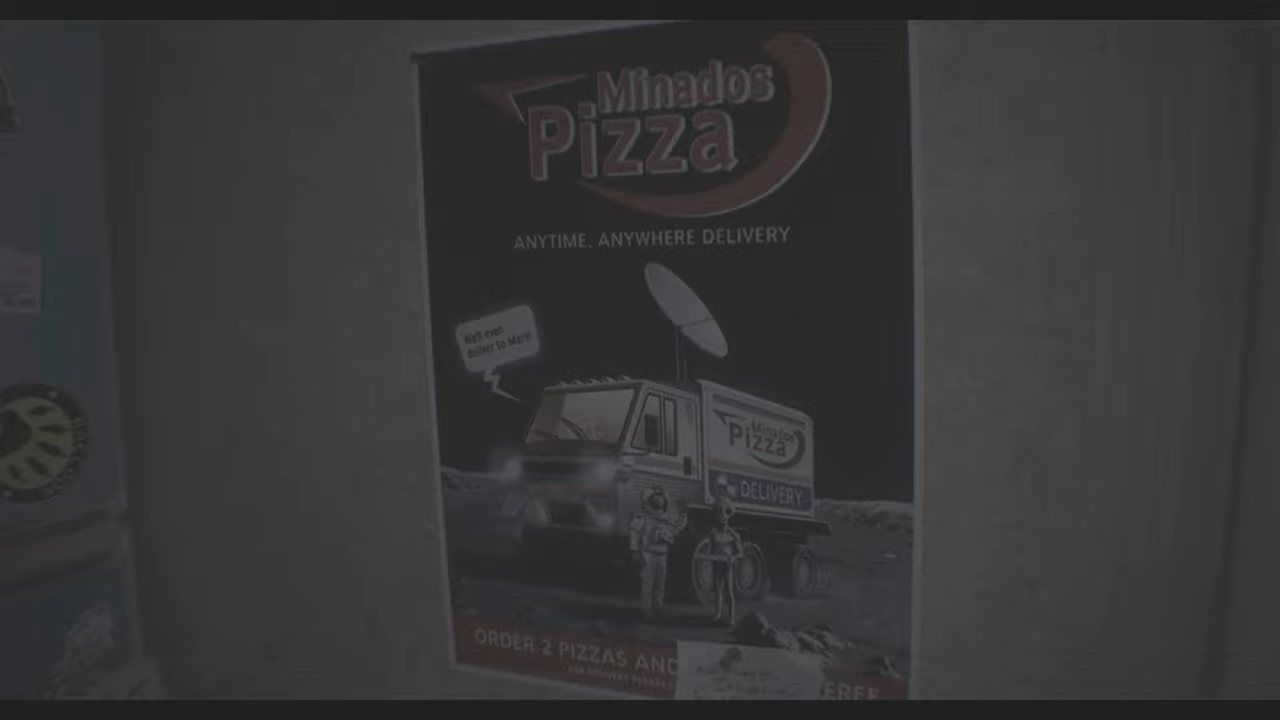 Minados
Pizza
ANYTIME, ANYWHERE DELIVERY
We'll even
deliver to Mars!
Minados
Pizza
DELIVERY
ORDER 2 PIZZAS AND
FREE